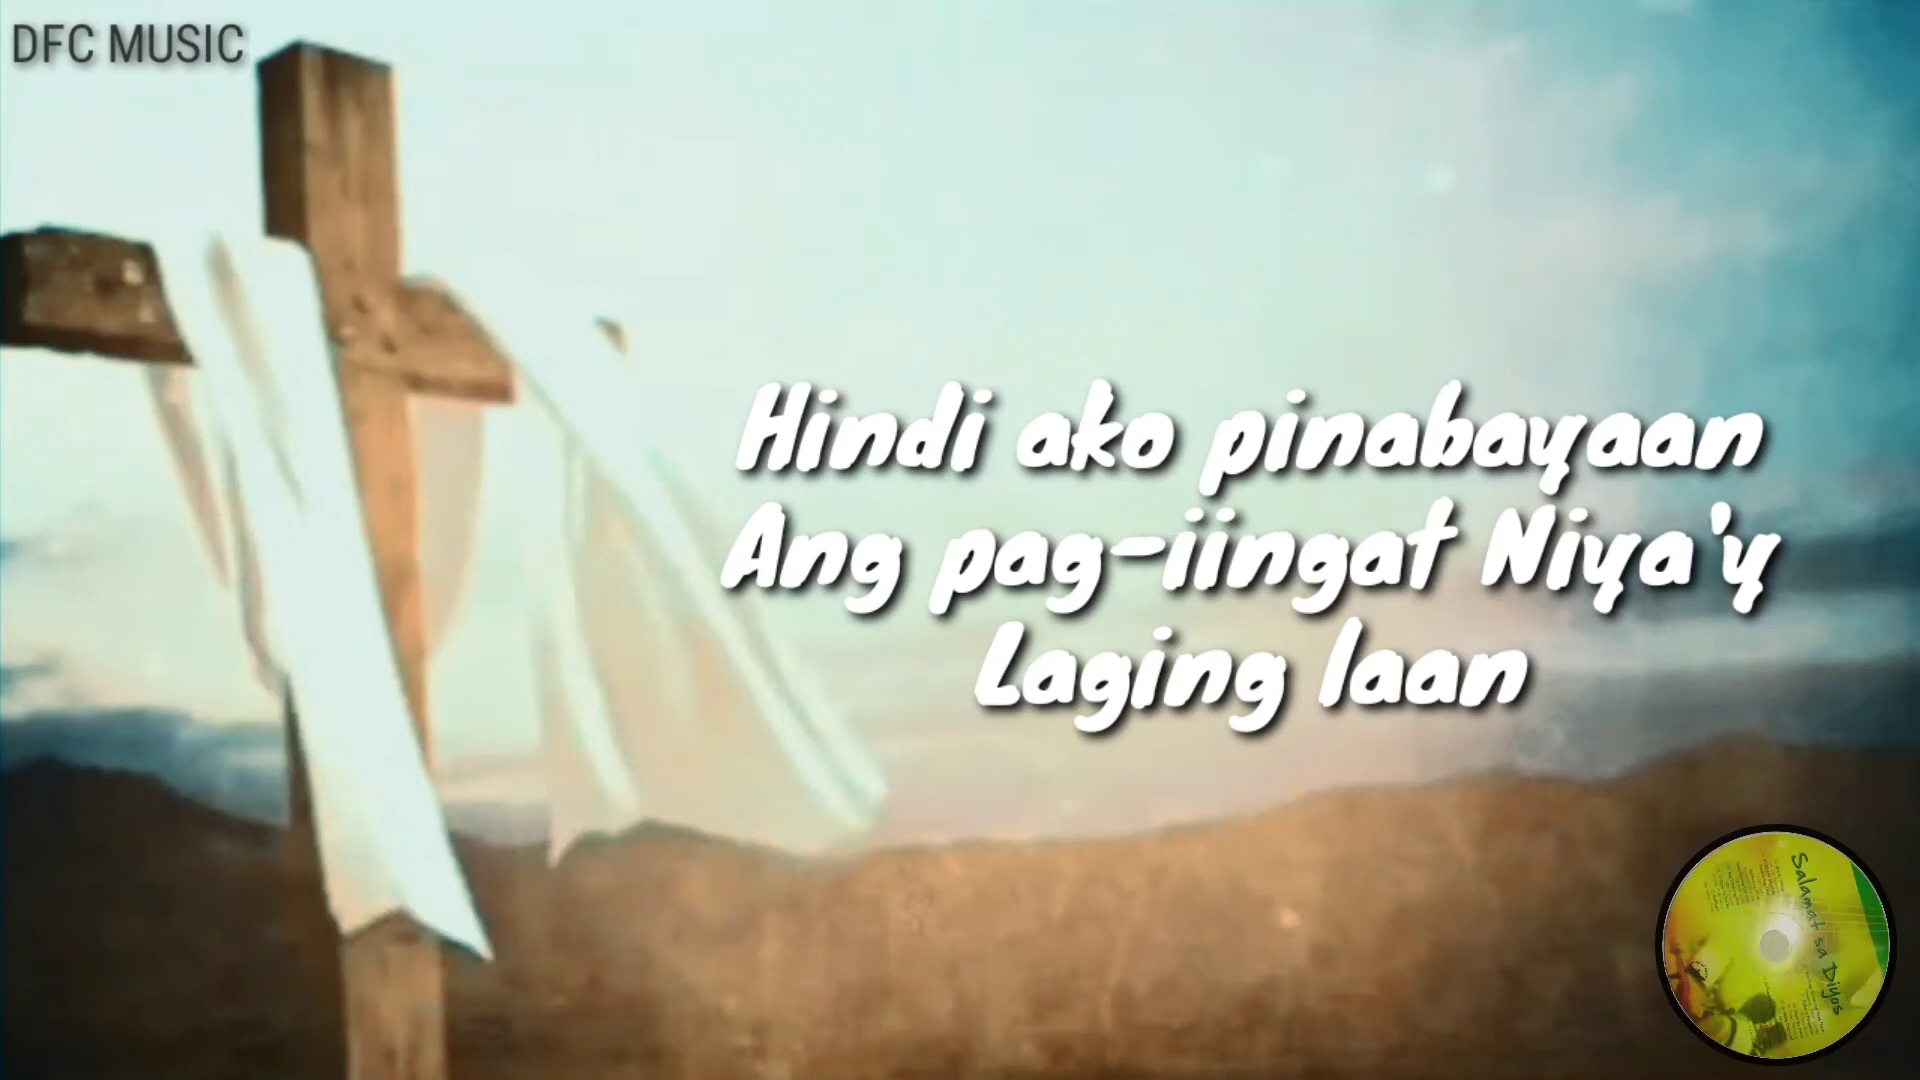 DFC MUSIC
Hindi ako pinabayaan
Ang pag-iingat Niya'y
Laging laan
Salamat sa Diyos